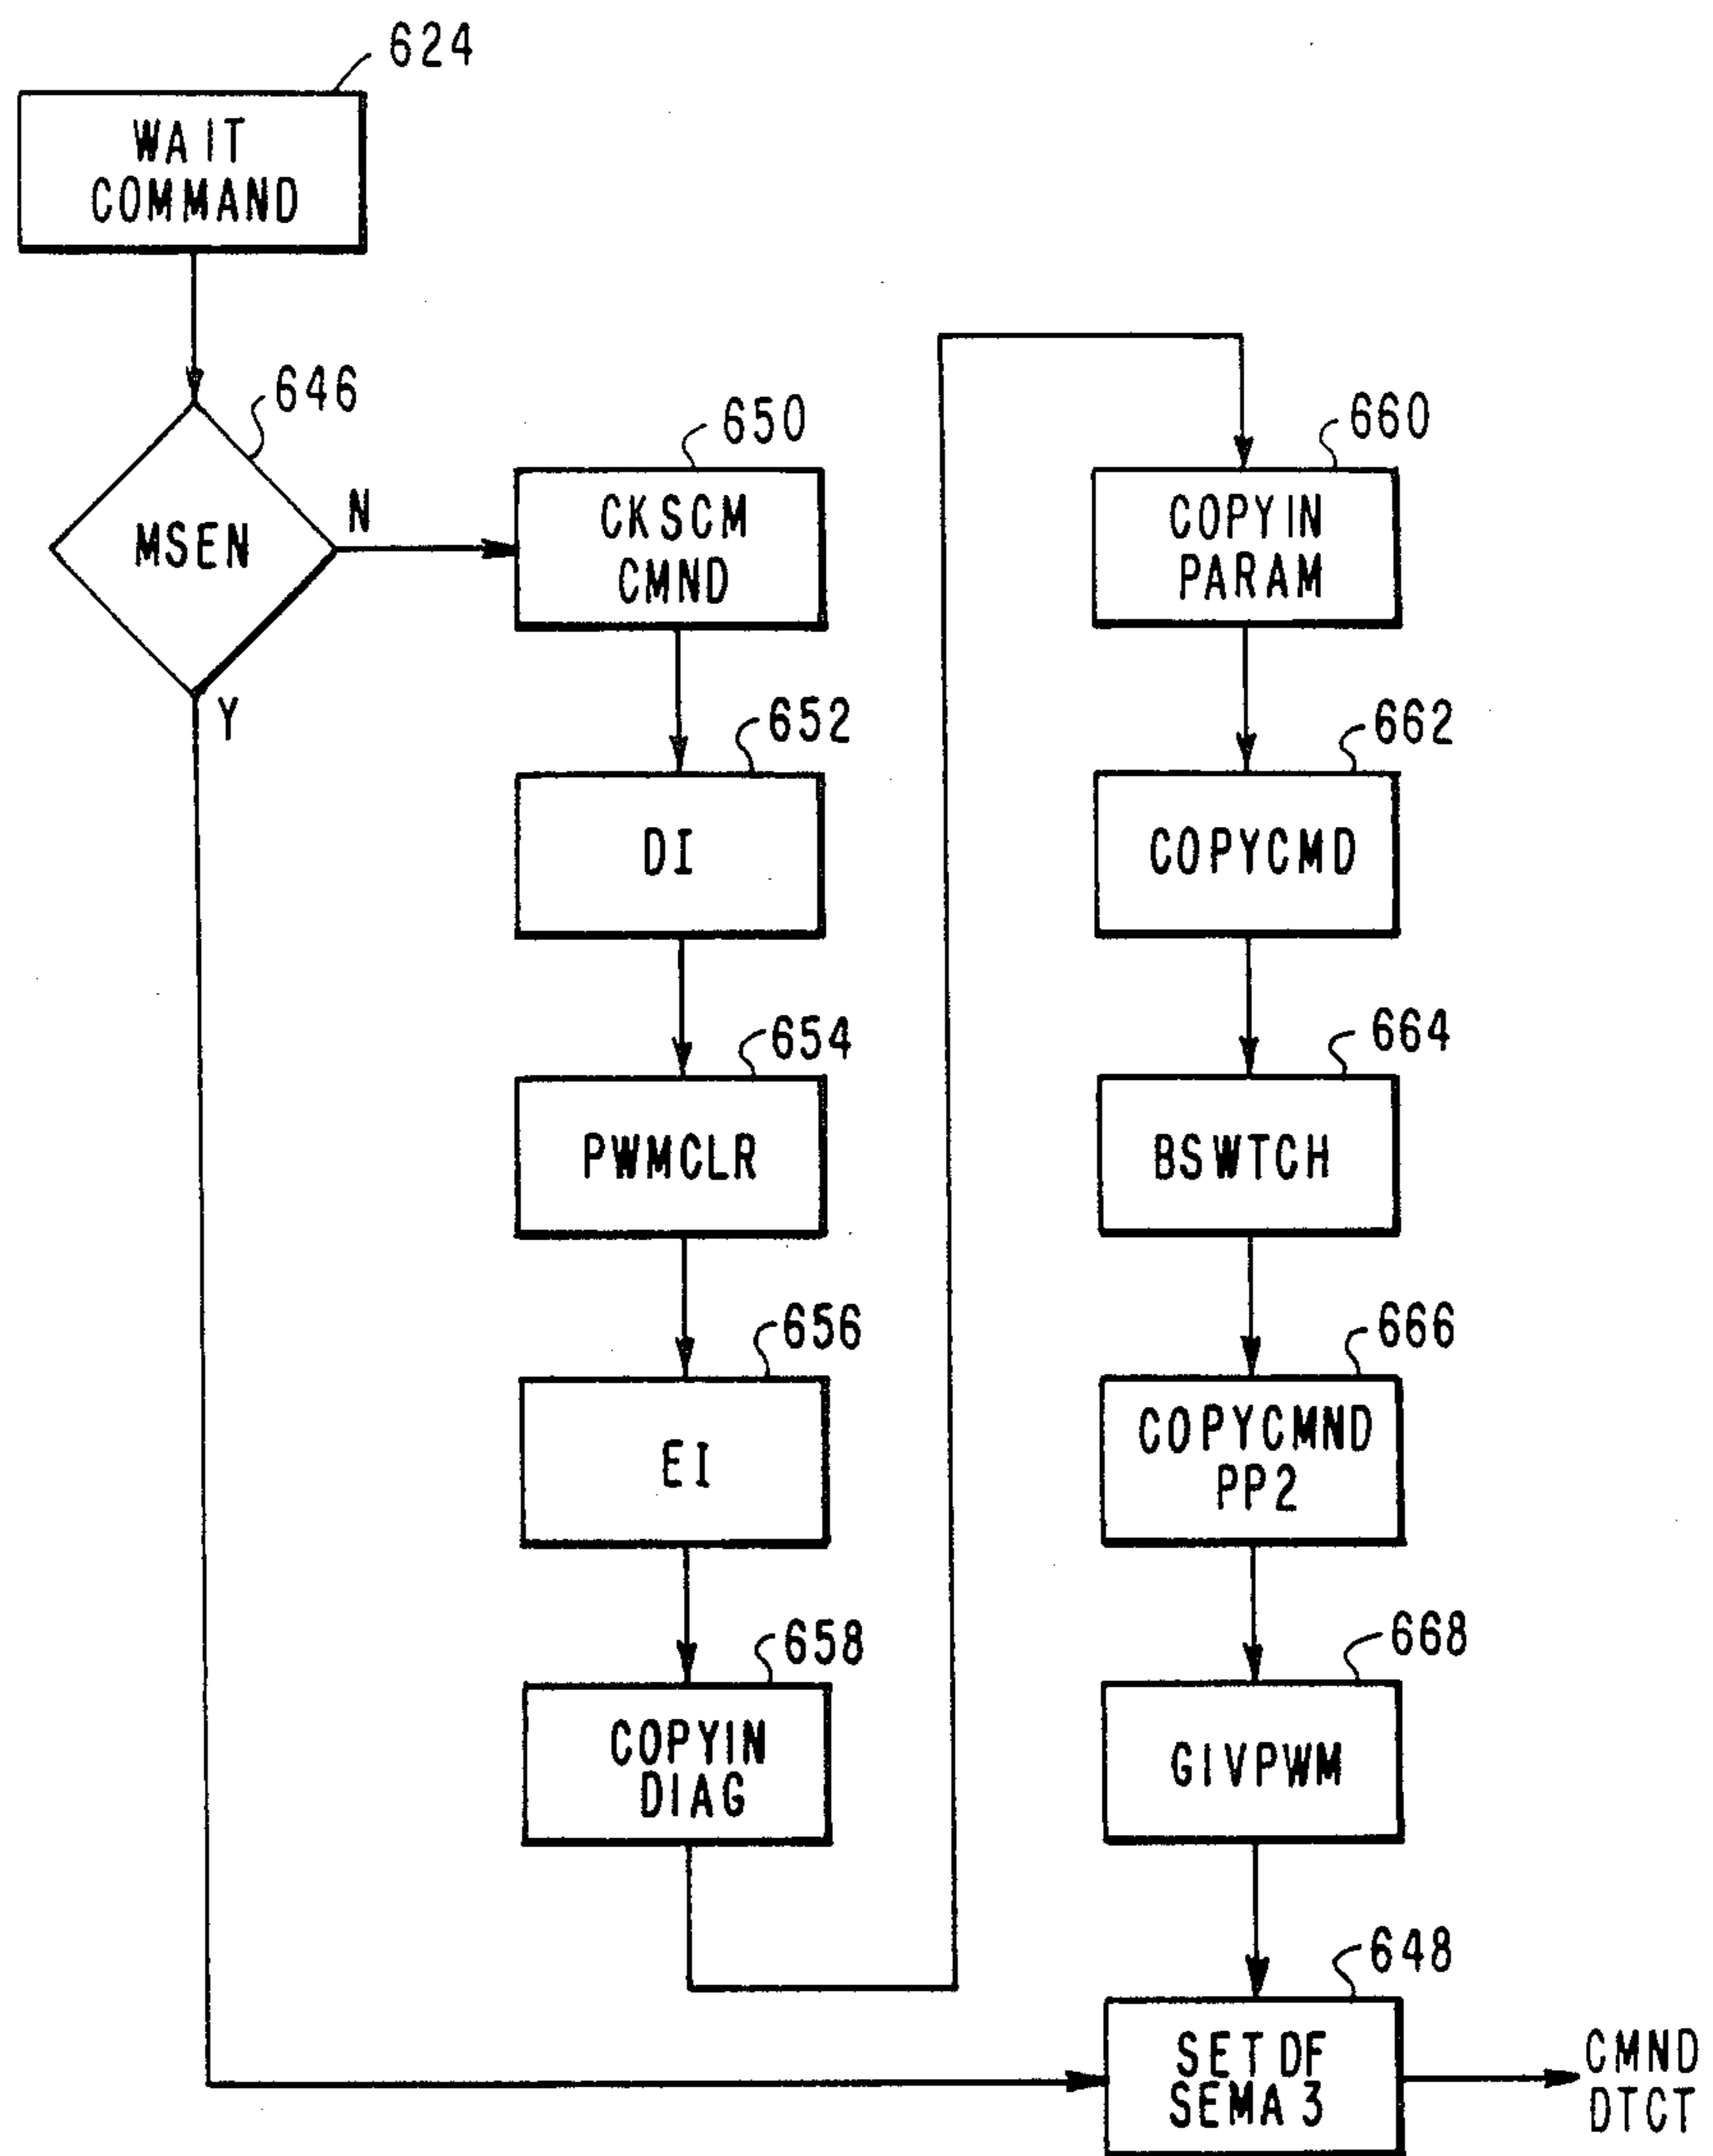 624
WAIT
COMMAND
646
MSEN
N
Y
650
CKSCM
CMND
652
DI
654
PWMCLR
656
EI
658
COPYIN
DIAG
660
COPYIN
PARAM
662
COPYCMD
664
BSWTCH
666
COPYCMND
PP2
668
GIVPWM
648
SET DF
SEMA 3
CMND
DTCT